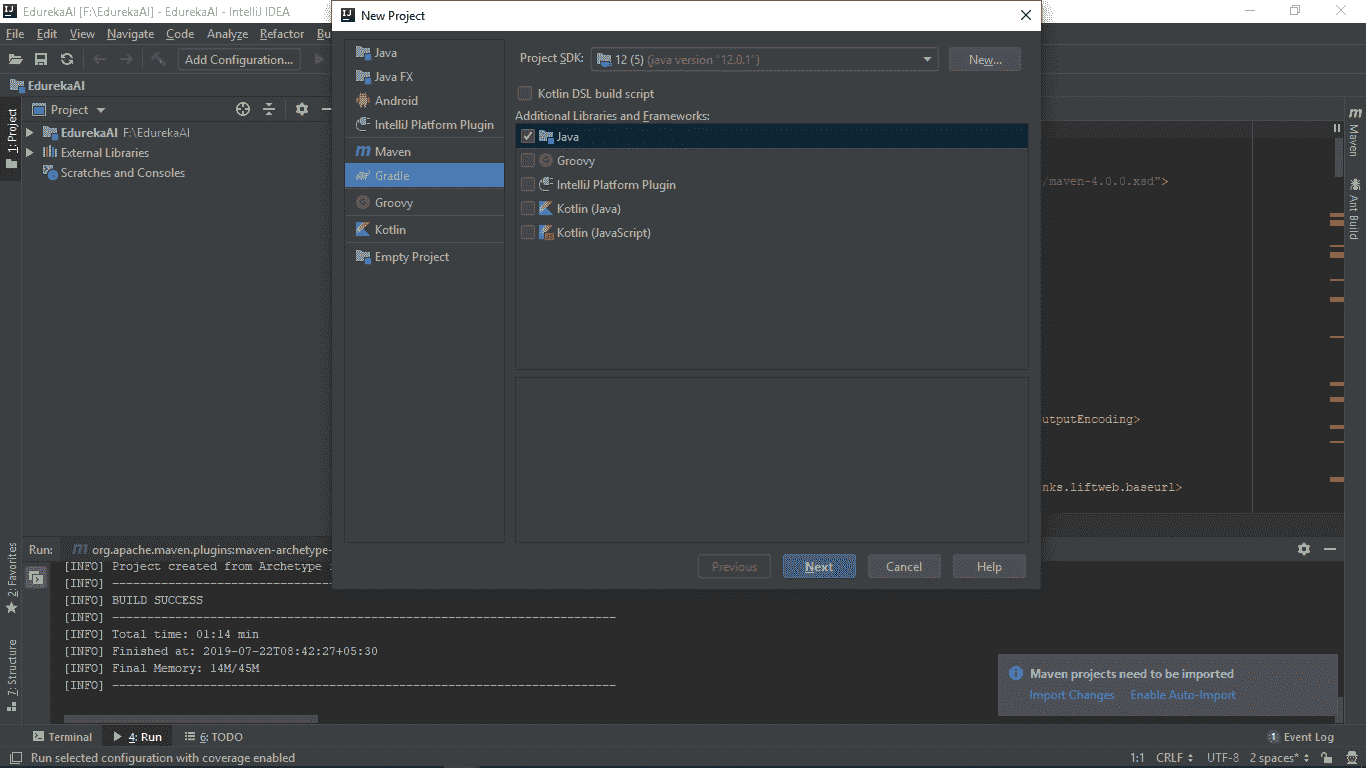 EdurekaAI [F:\EdurekaAI] - EdurekaAI - IntelliJ IDEA
File Edit View Navigate Code Analyze Refactor Bu
Add Configuration...
EdurekaAI
Project
EdurekaAI F:\EdurekaAI
External Libraries
Scratches and Consoles
1: Project
2: Favorites
7: Structure
New Project
Java
Java FX
Android
IntelliJ Platform Plugin
Maven
Gradle
Groovy
Kotlin
Empty Project
Project SDK: 12 (5) (java version "12.0.1") New...
Kotlin DSL build script
Additional Libraries and Frameworks:
Java
Groovy
IntelliJ Platform Plugin
Kotlin (Java)
Kotlin (JavaScript)
Previous Next Cancel Help
/maven-4.0.0.xsd">
utputEncoding>
nks.liftweb.baseurl>
Maven
Ant Build
Run: org.apache.maven.plugins:maven-archetype-
[INFO] Project created from Archetype
[INFO] ------------------------------------------------------------------------
[INFO] BUILD SUCCESS
[INFO] ------------------------------------------------------------------------
[INFO] Total time: 01:14 min
[INFO] Finished at: 2019-07-22T08:42:27+05:30
[INFO] Final Memory: 14M/45M
[INFO] ------------------------------------------------------------------------
Maven projects need to be imported
Import Changes Enable Auto-Import
Terminal 4: Run 6: TODO
1 Event Log
Run selected configuration with coverage enabled
1:1 CRLF UTF-8 2 spaces*